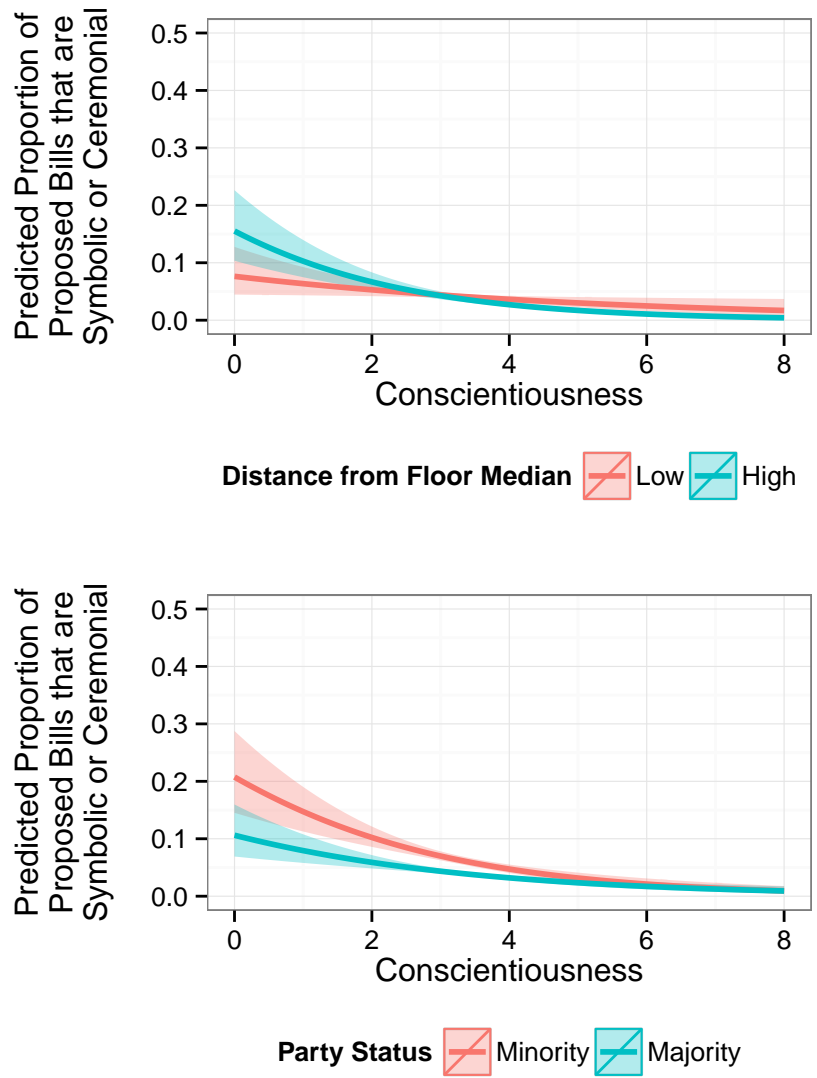 Predicted Proportion of
Proposed Bills that are
Symbolic or Ceremonial
0.5
0.4
0.3
0.2
0.1
0.0
0 2 4 6 8
Conscientiousness
Distance from Floor Median Low High
Predicted Proportion of
Proposed Bills that are
Symbolic or Ceremonial
0.5
0.4
0.3
0.2
0.1
0.0
0 2 4 6 8
Conscientiousness
Party Status Minority Majority